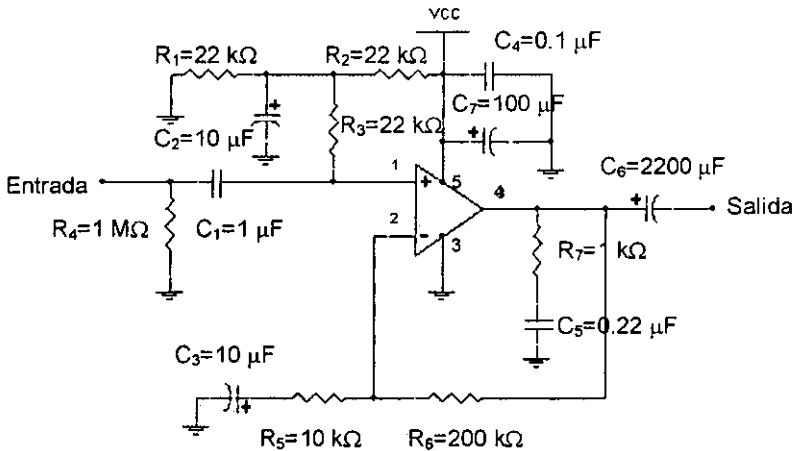 VCC
C4=0.1 μF
R1=22 kΩ
R2=22 kΩ
C7=100 μF
+
C2=10 μF
R3=22 kΩ
+
1
+
5
4
C6=2200 μF
+
Entrada
Salida
2
-
3
R4=1 MΩ
C1=1 μF
R7=1 kΩ
C5=0.22 μF
C3=10 μF
+
R5=10 kΩ
R6=200 kΩ